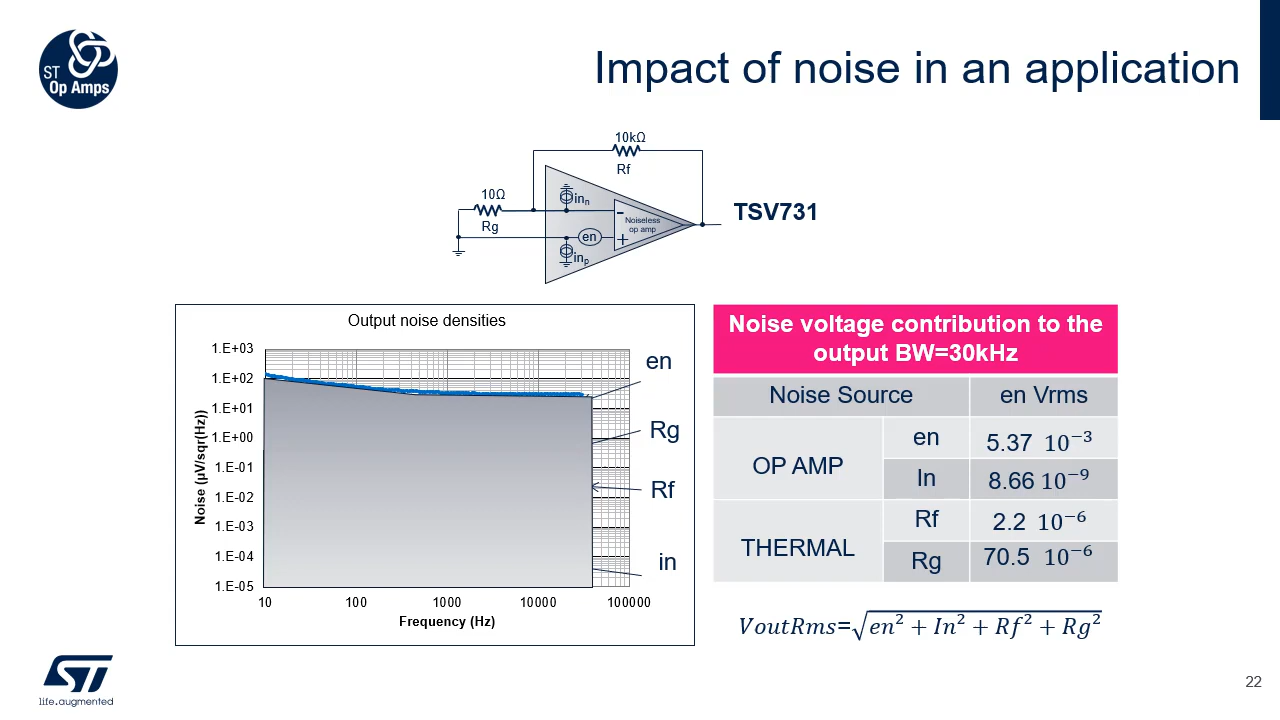 ST
Op Amps
Impact of noise in an application
10kΩ
Rf
10Ω
Rg
inₙ
Noiseless
op amp
-
en
+
inₚ
TSV731
Output noise densities
Noise (µV/sqr(Hz))
1.E+03
1.E+02
1.E+01
1.E+00
1.E-01
1.E-02
1.E-03
1.E-04
1.E-05
10 100 1000 10000 100000
Frequency (Hz)
en
Rg
Rf
in
Noise voltage contribution to the
output BW=30kHz
Noise Source en Vrms
OP AMP
en 5.37 10⁻³
In 8.66 10⁻⁹
THERMAL
Rf 2.2 10⁻⁶
Rg 70.5 10⁻⁶
VoutRms=√en² + In² + Rf² + Rg²
ST
life.augmented
22